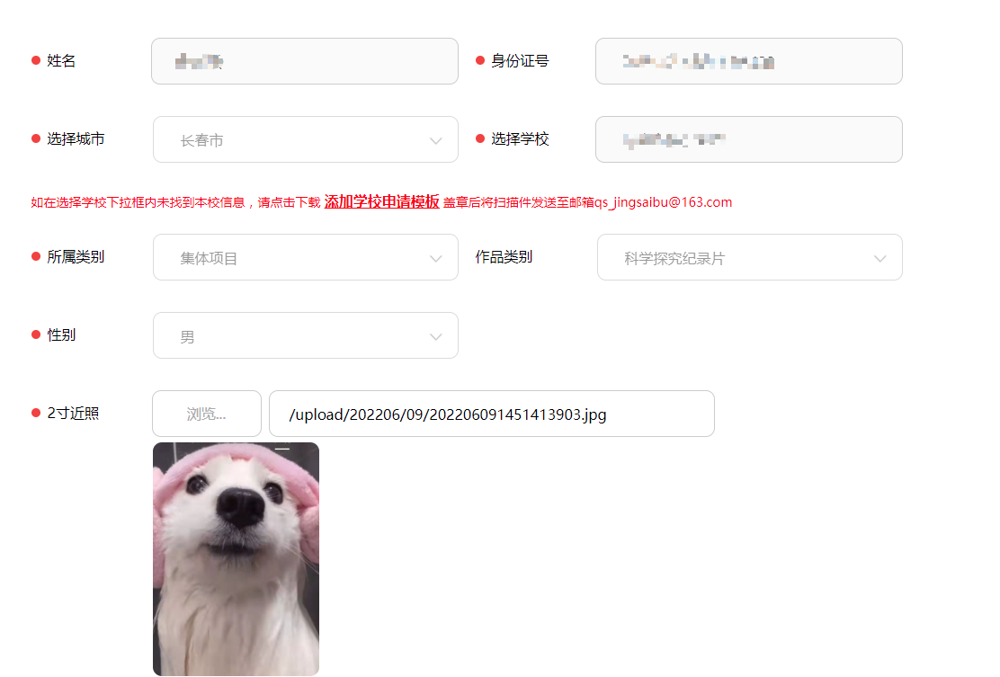 姓名 身份证号
选择城市 长春市 选择学校
如在选择学校下拉框内未找到本校信息，请点击下载 添加学校申请模板 盖章后将扫描件发送至邮箱qs_jingsaibu@163.com
所属类别 集体项目 作品类别 科学探究纪录片
性别 男
2寸近照 浏览... /upload/202206/09/202206091451413903.jpg